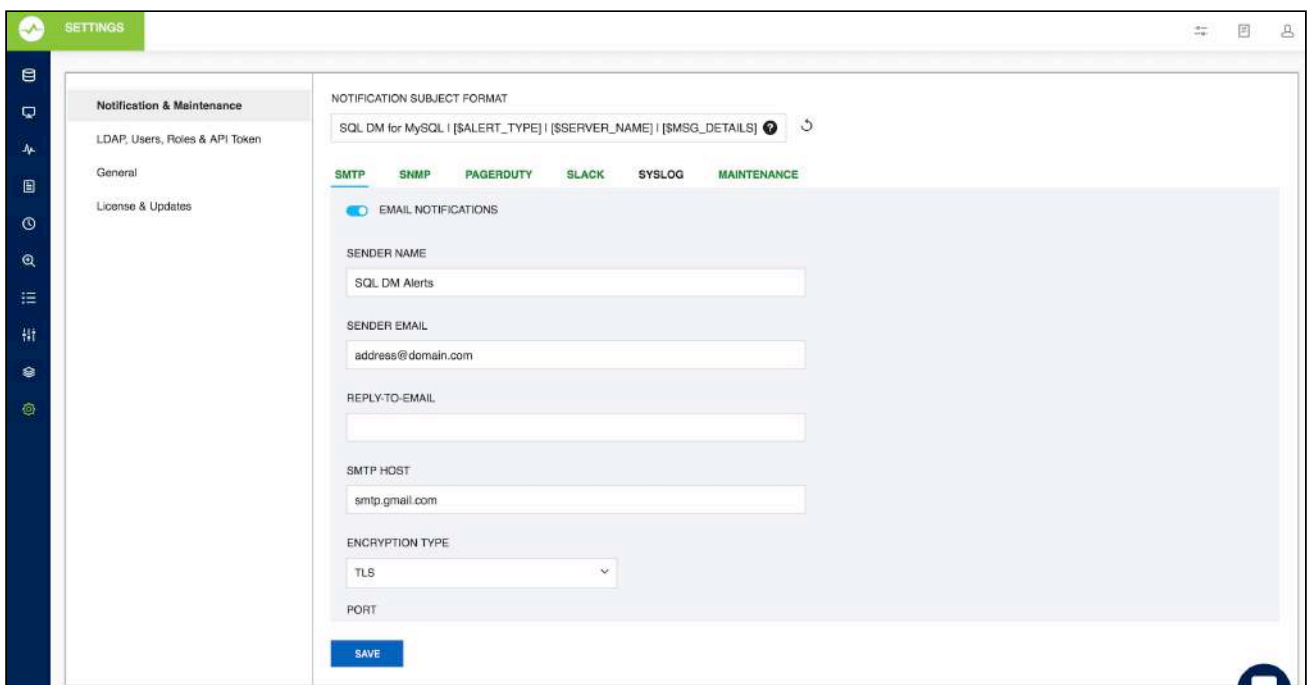 SETTINGS
Notification & Maintenance
LDAP, Users, Roles & API Token
General
License & Updates
NOTIFICATION SUBJECT FORMAT
SQL DM for MySQL | [$ALERT_TYPE] | [$SERVER_NAME] | [$MSG_DETAILS] ?
SMTP SNMP PAGERDUTY SLACK SYSLOG MAINTENANCE
EMAIL NOTIFICATIONS
SENDER NAME
SQL DM Alerts
SENDER EMAIL
address@domain.com
REPLY-TO-EMAIL
SMTP HOST
smtp.gmail.com
ENCRYPTION TYPE
TLS
PORT
SAVE